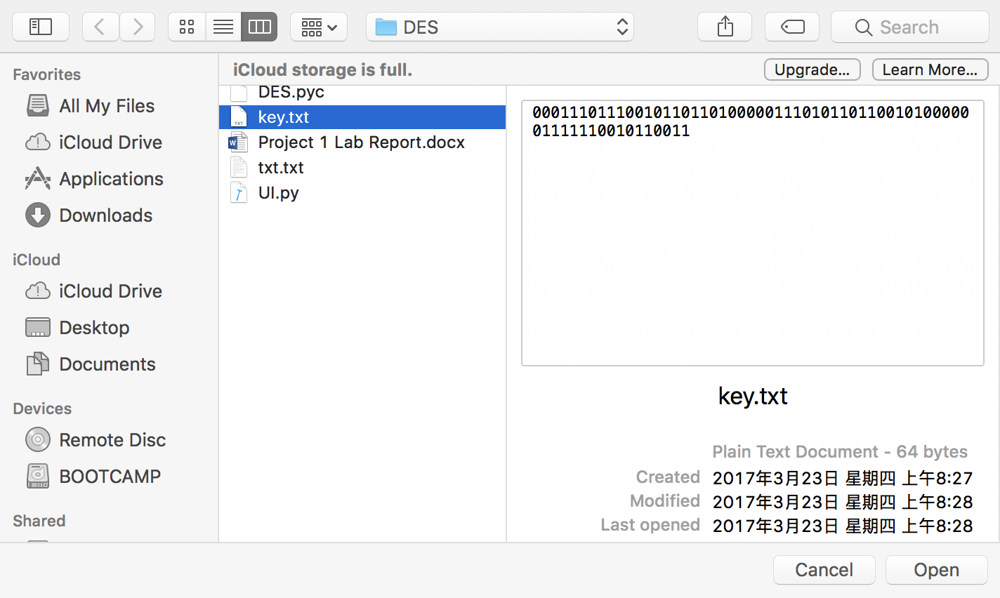 DES
Search
Favorites
All My Files
iCloud Drive
Applications
Downloads
iCloud
iCloud Drive
Desktop
Documents
Devices
Remote Disc
BOOTCAMP
Shared
iCloud storage is full.
Upgrade...
Learn More...
DES.pyc
key.txt
Project 1 Lab Report.docx
txt.txt
UI.py
00011101110010110110100000111010110110010100000
01111110010110011
key.txt
Plain Text Document - 64 bytes
Created 2017年3月23日 星期四 上午8:27
Modified 2017年3月23日 星期四 上午8:28
Last opened 2017年3月23日 星期四 上午8:28
Cancel
Open